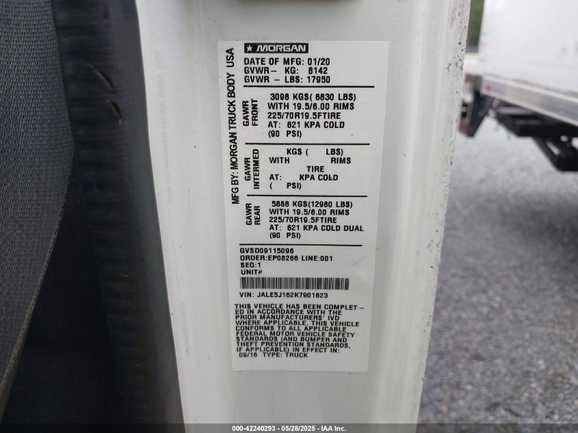 MORGAN
MFG BY: MORGAN TRUCK BODY USA
DATE OF MFG: 01/20
GVWR- KG: 8142
GVWR - LBS: 17950
GAWR FRONT
3098 KGS( 6830 LBS)
WITH 19.5/6.00 RIMS
225/70R19.5FTIRE
AT: 621 KPA COLD
(90 PSI)
GAWR INTERMED
KGS ( LBS)
WITH RIMS
TIRE
AT: KPA COLD
( PSI)
GAWR REAR
5888 KGS(12980 LBS)
WITH 19.5/6.00 RIMS
225/70R19.5FTIRE
AT: 621 KPA COLD DUAL
(90 PSI)
GVSD09115096
ORDER:EP08266 LINE:001
SEG:1
UNIT#
VIN: JALE5J162K7901623
THIS VEHICLE HAS BEEN COMPLET-
ED IN ACCORDANCE WITH THE
PRIOR MANUFACTURERS' IVD
WHERE APPLICABLE. THIS VEHICLE
CONFORMS TO ALL APPLICABLE
FEDERAL MOTOR VEHICLE SAFETY
STANDARDS (AND BUMPER AND
THEFT PREVENTION STANDARDS,
IF APPLICABLE) IN EFFECT IN:
09/16 TYPE: TRUCK
000-42240293 - 05/28/2025 - IAA, Inc.